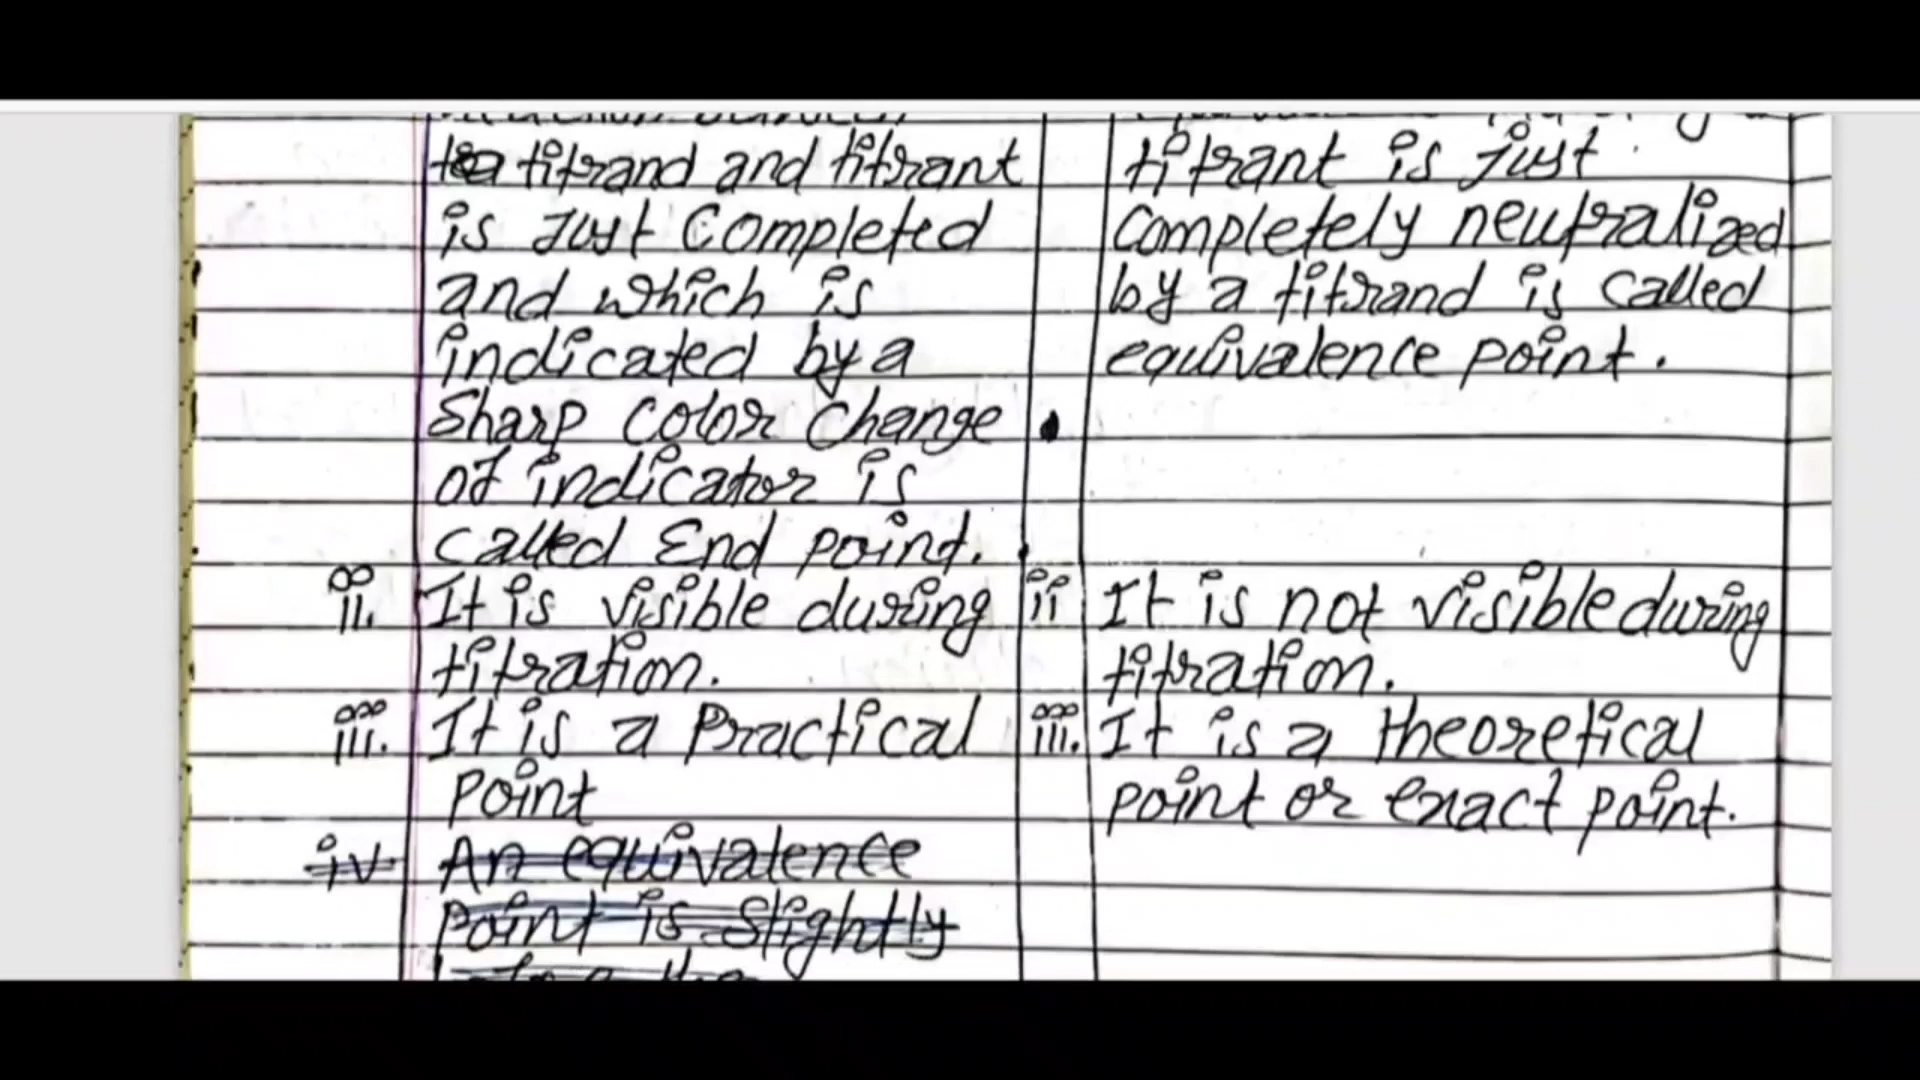 titrand and titrant
is Just Completed
and which is
indicated by a
Sharp Color Change
of indicator is
called End point.
ii. It is visible during
titration.
iii. It is a Practical
point
iv An equivalence
point is slightly
titrant is just
completely neutralized
by a titrand is called
equivalence point.
ii It is not visible during
titration.
iii. It is a theoretical
point or exact point.